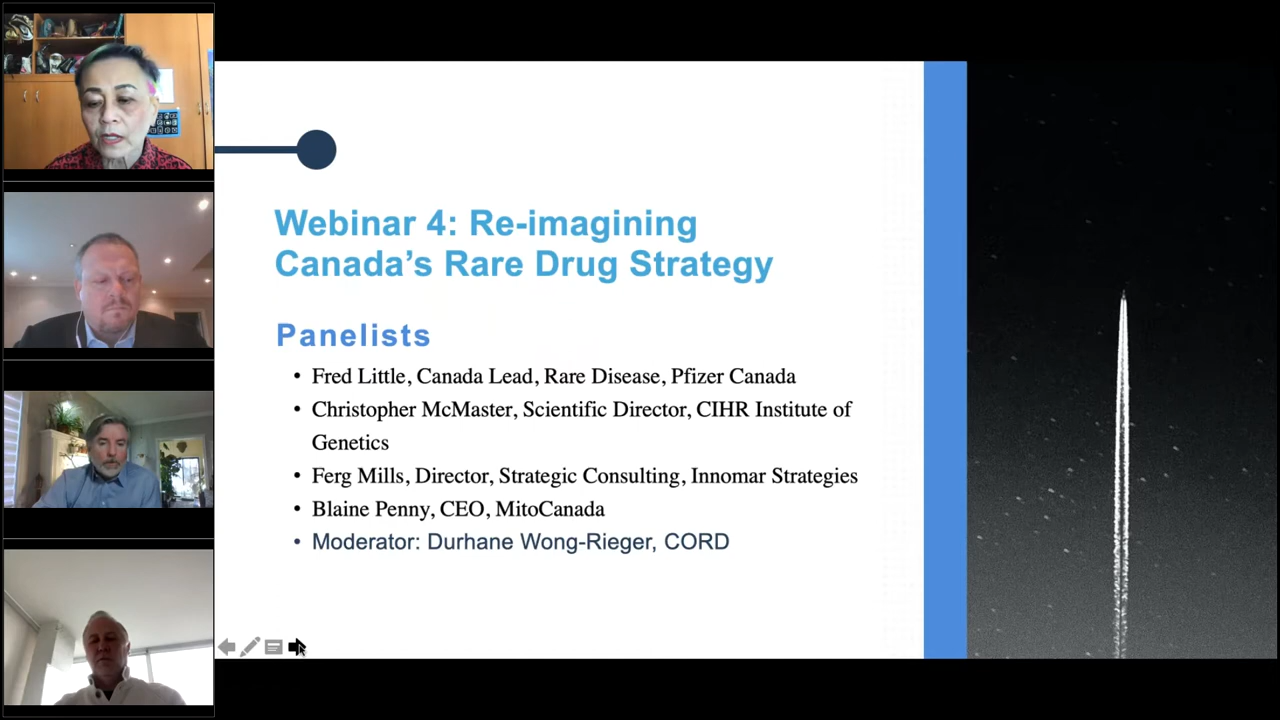 Webinar 4: Re-imagining
Canada's Rare Drug Strategy
Panelists
• Fred Little, Canada Lead, Rare Disease, Pfizer Canada
• Christopher McMaster, Scientific Director, CIHR Institute of
Genetics
• Ferg Mills, Director, Strategic Consulting, Innomar Strategies
• Blaine Penny, CEO, MitoCanada
• Moderator: Durhane Wong-Rieger, CORD